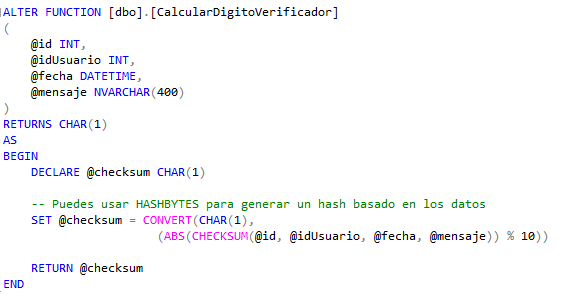 ALTER FUNCTION [dbo].[CalcularDigitoVerificador]
(
    @id INT,
    @idUsuario INT,
    @fecha DATETIME,
    @mensaje NVARCHAR(400)
)
RETURNS CHAR(1)
AS
BEGIN
    DECLARE @checksum CHAR(1)

    -- Puedes usar HASHBYTES para generar un hash basado en los datos
    SET @checksum = CONVERT(CHAR(1),
                      (ABS(CHECKSUM(@id, @idUsuario, @fecha, @mensaje)) % 10))

    RETURN @checksum
END